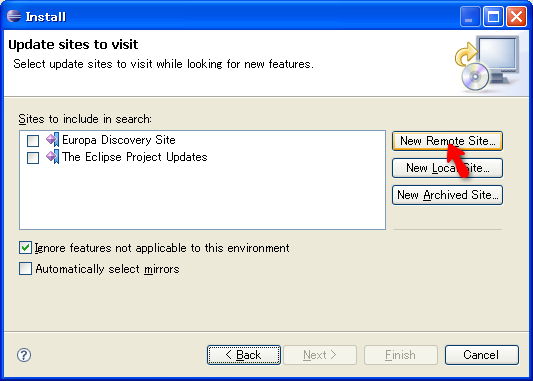 Install
Update sites to visit
Select update sites to visit while looking for new features.
Sites to include in search:
Europa Discovery Site
The Eclipse Project Updates
New Remote Site...
New Local Site...
New Archived Site...
Ignore features not applicable to this environment
Automatically select mirrors
?
< Back
Next >
Finish
Cancel